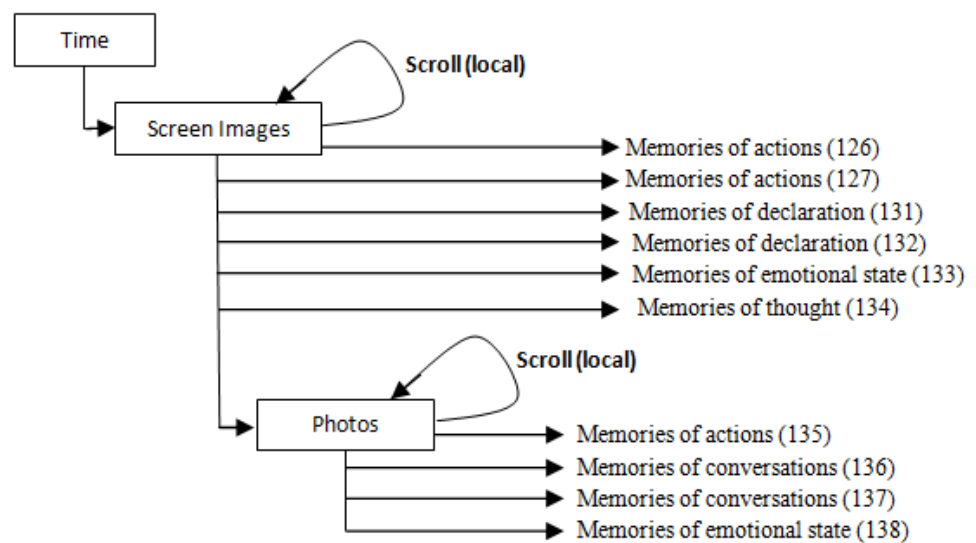 Time
Scroll (local)
Screen Images
Memories of actions (126)
Memories of actions (127)
Memories of declaration (131)
Memories of declaration (132)
Memories of emotional state (133)
Memories of thought (134)
Scroll (local)
Photos
Memories of actions (135)
Memories of conversations (136)
Memories of conversations (137)
Memories of emotional state (138)